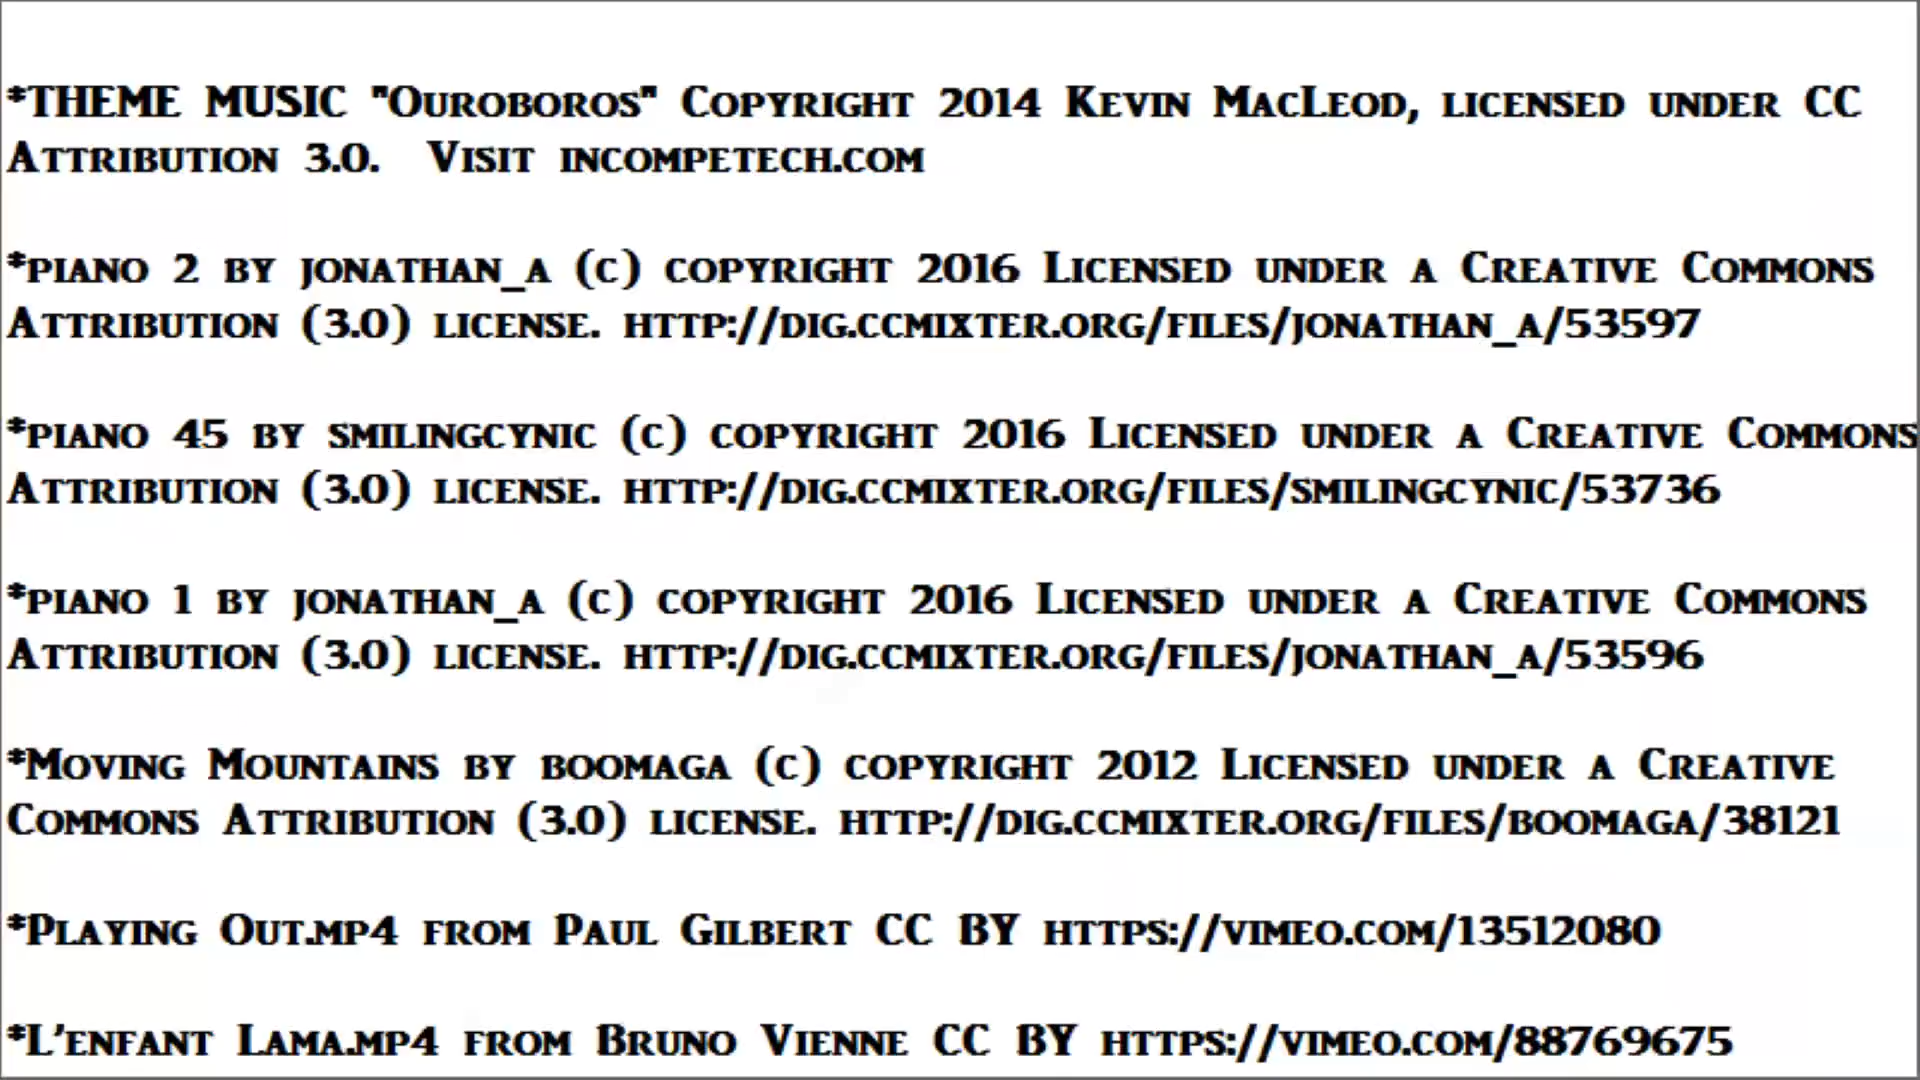 *THEME MUSIC "Ouroboros" Copyright 2014 Kevin MacLeod, licensed under CC
Attribution 3.0.  Visit incompetech.com
*piano 2 by jonathan_a (c) copyright 2016 Licensed under a Creative Commons
Attribution (3.0) license. http://dig.ccmixter.org/files/jonathan_a/53597
*piano 45 by smilingcynic (c) copyright 2016 Licensed under a Creative Commons
Attribution (3.0) license. http://dig.ccmixter.org/files/smilingcynic/53736
*piano 1 by jonathan_a (c) copyright 2016 Licensed under a Creative Commons
Attribution (3.0) license. http://dig.ccmixter.org/files/jonathan_a/53596
*Moving Mountains by boomaga (c) copyright 2012 Licensed under a Creative
Commons Attribution (3.0) license. http://dig.ccmixter.org/files/boomaga/38121
*Playing Out.mp4 from Paul Gilbert CC BY https://vimeo.com/13512080
*L'enfant Lama.mp4 from Bruno Vienne CC BY https://vimeo.com/88769675